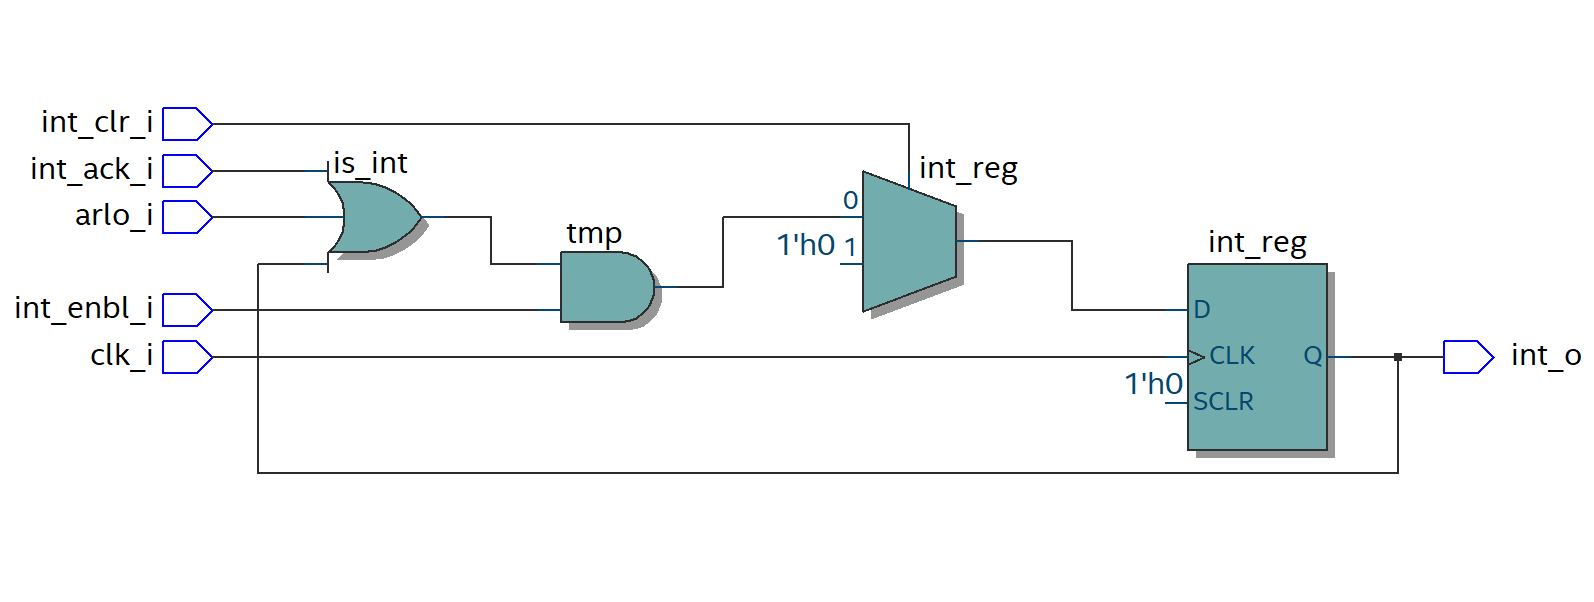 int_clr_i
int_ack_i
is_int
int_reg
arlo_i
0
tmp
1'h0
1
int_reg
int_enbl_i
D
clk_i
CLK
Q
int_o
1'h0
SCLR